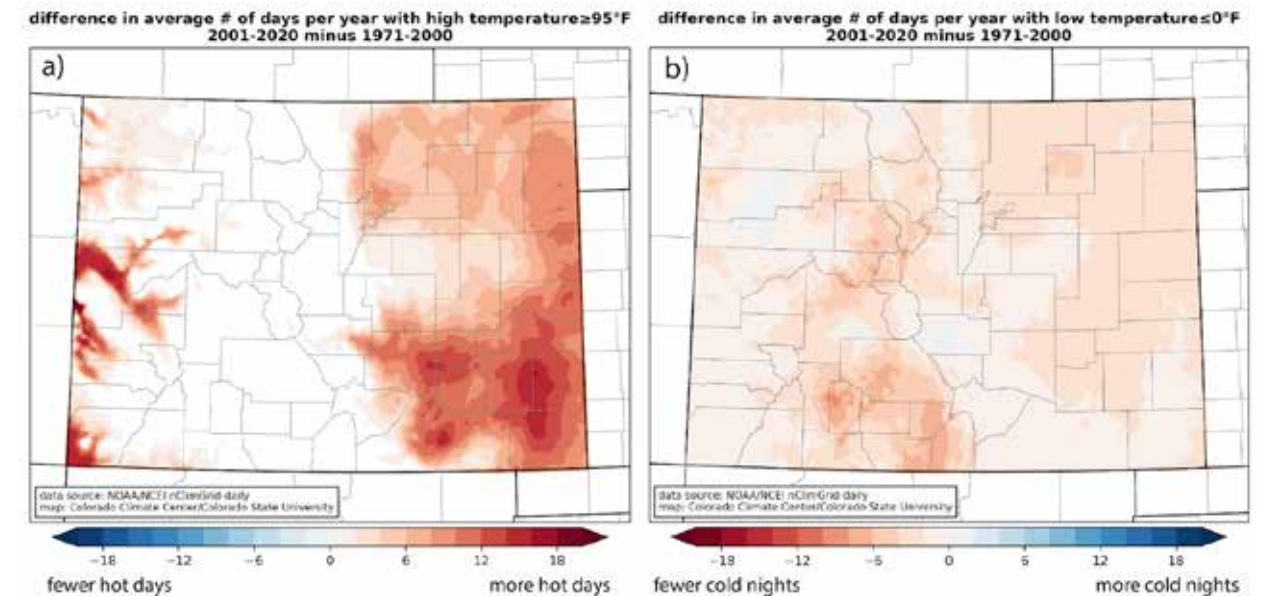 difference in average # of days per year with high temperature≥95°F
2001-2020 minus 1971-2000
a)
data source: NOAA/NCEI nClimGrid-daily
map: Colorado Climate Center/Colorado State University
−18 −12 −6 0 6 12 18
fewer hot days more hot days
difference in average # of days per year with low temperature≤0°F
2001-2020 minus 1971-2000
b)
data source: NOAA/NCEI nClimGrid-daily
map: Colorado Climate Center/Colorado State University
−18 −12 −5 0 6 12 18
fewer cold nights more cold nights